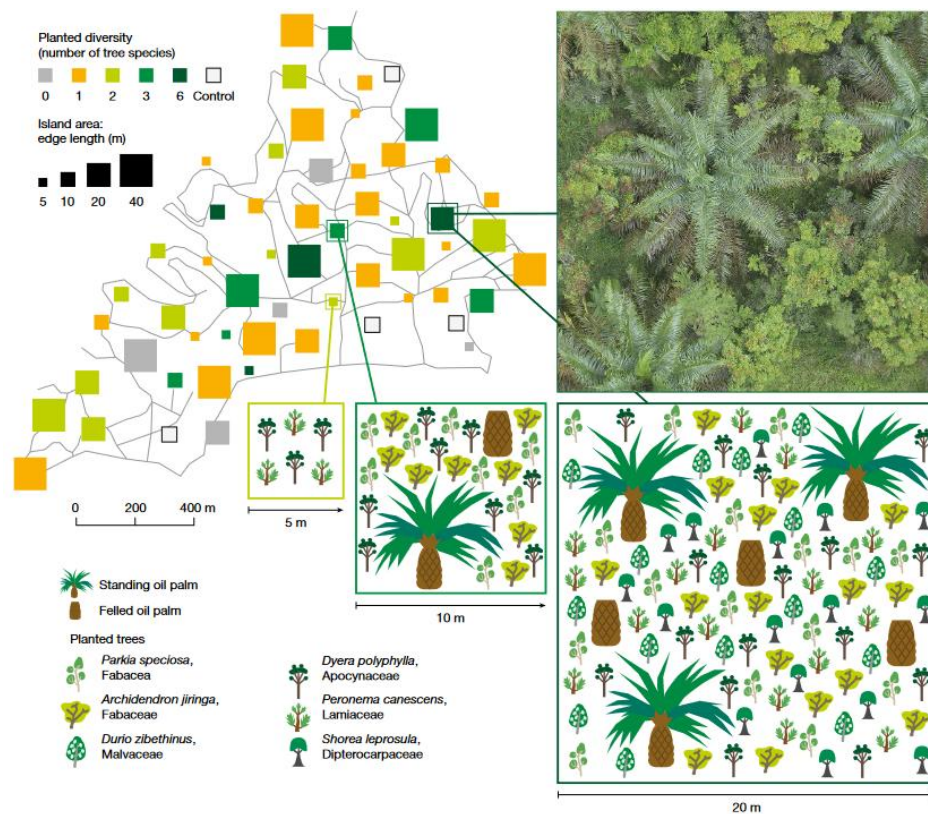 Planted diversity
(number of tree species)
0 1 2 3 6 Control
Island area:
edge length (m)
5 10 20 40
5 m
10 m
20 m
0 200 400 m
Standing oil palm
Felled oil palm
Planted trees
Parkia speciosa,
Fabacea
Archidendron jiringa,
Fabaceae
Durio zibethinus,
Malvaceae
Dyera polyphylla,
Apocynaceae
Peronema canescens,
Lamiaceae
Shorea leprosula,
Dipterocarpaceae